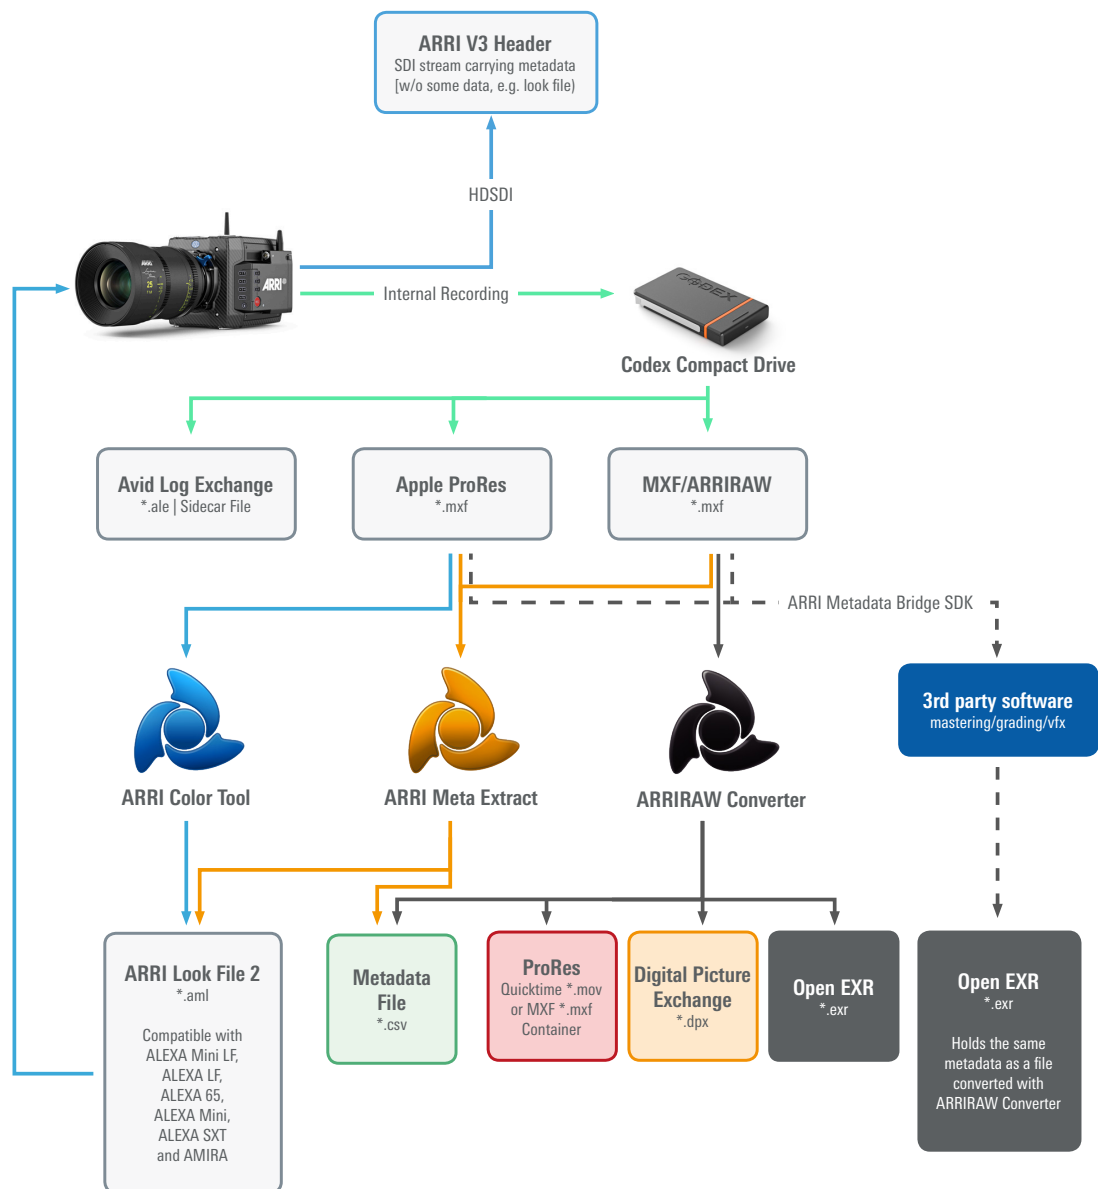 ARRI V3 Header
SDI stream carrying metadata
[w/o some data, e.g. look file)
HDSDI
ARRI
25
Internal Recording
CODEX
Codex Compact Drive
Avid Log Exchange
*.ale | Sidecar File
Apple ProRes
*.mxf
MXF/ARRIRAW
*.mxf
ARRI Metadata Bridge SDK
3rd party software
mastering/grading/vfx
ARRI Color Tool
ARRI Meta Extract
ARRIRAW Converter
ARRI Look File 2
*.aml
Compatible with
ALEXA Mini LF,
ALEXA LF,
ALEXA 65,
ALEXA Mini,
ALEXA SXT
and AMIRA
Metadata
File
*.csv
ProRes
Quicktime *.mov
or MXF *.mxf
Container
Digital Picture
Exchange
*.dpx
Open EXR
*.exr
Open EXR
*.exr
Holds the same
metadata as a file
converted with
ARRIRAW Converter